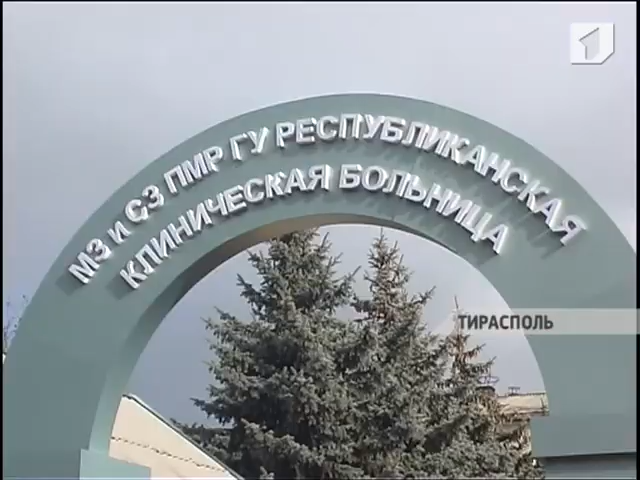 1
МЗ и СЗ ПМР ГУ РЕСПУБЛИКАНСКАЯ
КЛИНИЧЕСКАЯ БОЛЬНИЦА
ТИРАСПОЛЬ